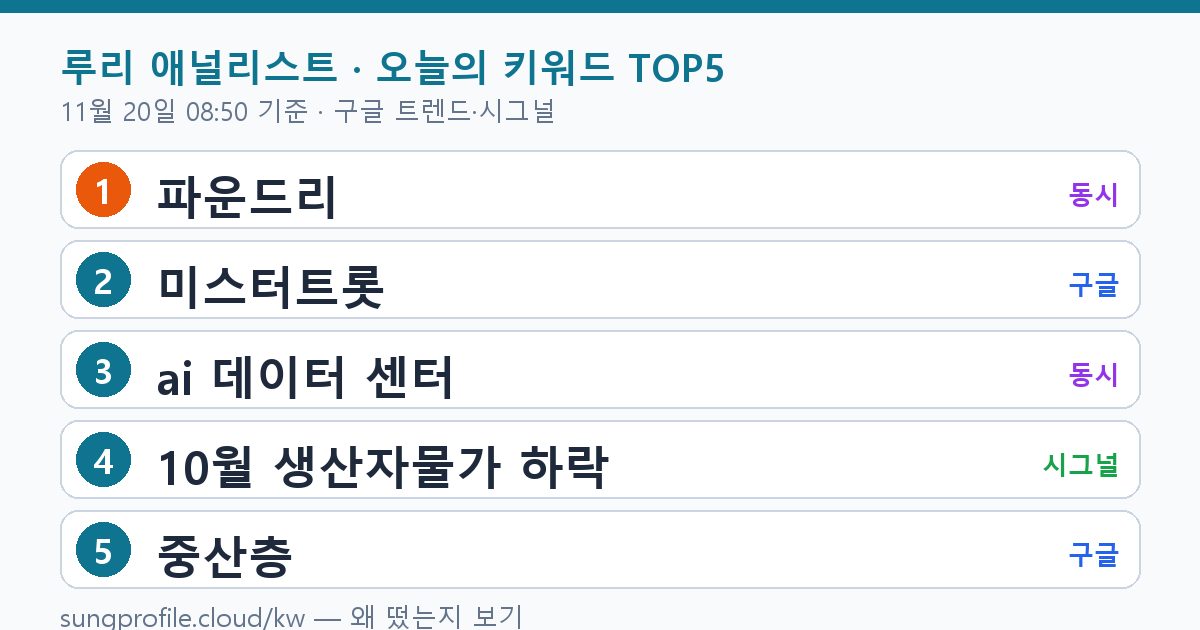 루리 애널리스트 · 오늘의 키워드 TOP5
11월 20일 08:50 기준 · 구글 트렌드·시그널
1 파운드리 동시
2 미스터트롯 구글
3 ai 데이터 센터 동시
4 10월 생산자물가 하락 시그널
5 중산층 구글
sungprofile.cloud/kw — 왜 떴는지 보기